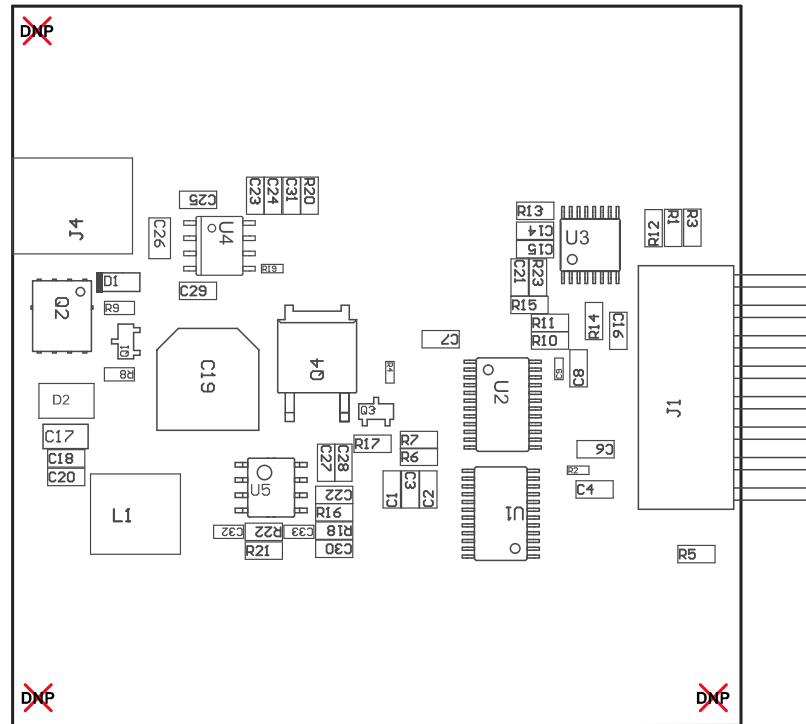 DNP
C23
C24
C31
R20
C25
R13
J4
C26
U4
C14
U3
R12
R1
R3
C15
R19
C21
R23
D1
C29
R15
Q2
R9
R11
R14
C16
Q1
C7
R10
C19
Q4
R4
C9
C8
R8
U2
D2
Q3
J1
C17
R17
R7
C18
C27
C28
R6
C6
C20
R2
U5
C22
C1
C3
C2
C4
L1
R16
U1
C32
R22
C33
R18
R21
C30
R5
DNP
DNP